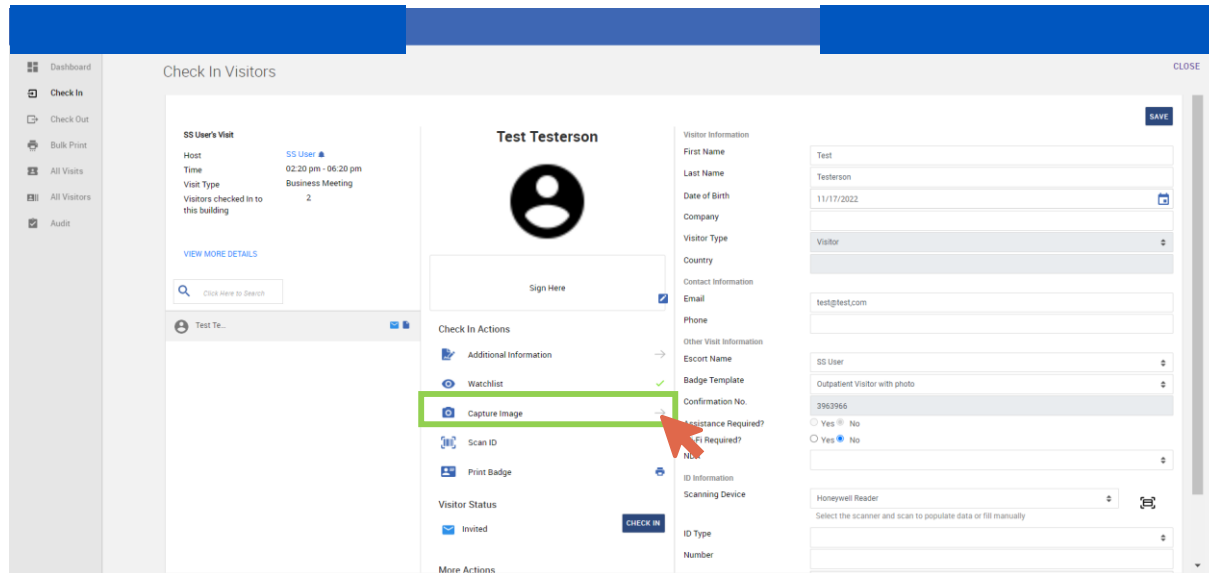 Dashboard
Check In
Check Out
Bulk Print
All Visits
All Visitors
Audit
Check In Visitors
CLOSE
SS User's Visit
Host SS User
Time 02:20 pm - 06:20 pm
Visit Type Business Meeting
Visitors checked in to 2
this building
VIEW MORE DETAILS
Click Here to Search
Test Te...
Test Testerson
Sign Here
Check In Actions
Additional Information
Watchlist
Capture Image
Scan ID
Print Badge
Visitor Status
Invited CHECK IN
More Actions
SAVE
Visitor Information
First Name Test
Last Name Testerson
Date of Birth 11/17/2022
Company
Visitor Type Visitor
Country
Contact Information
Email test@test,com
Phone
Other Visit Information
Escort Name SS User
Badge Template Outpatient Visitor with photo
Confirmation No. 3963966
Assistance Required? Yes No
Required? Yes No
ID Information
Scanning Device Honeywell Reader
Select the scanner and scan to populate data or fill manually
ID Type
Number